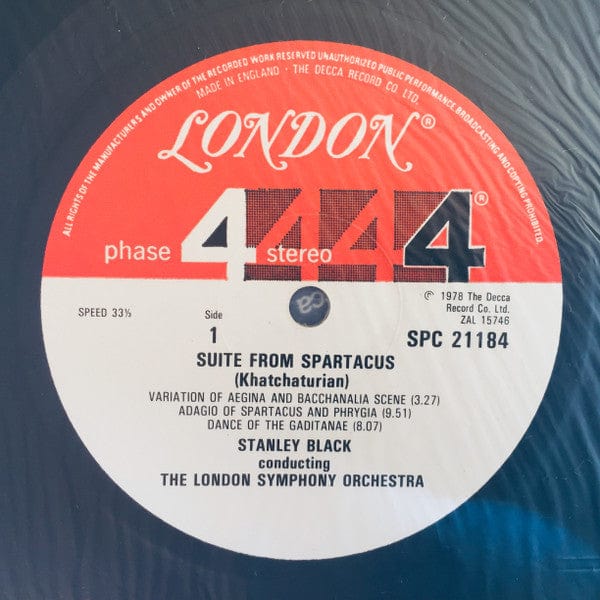 ALL RIGHTS OF THE MANUFACTURERS AND OWNER OF THE RECORDED WORK RESERVED UNAUTHORIZED PUBLIC PERFORMANCE, BROADCASTING AND COPYING PROHIBITED.
MADE IN ENGLAND · THE DECCA RECORD CO. LTD.
LONDON®
phase 4 stereo 4 4 4®
SPEED 33⅓
Side
1
℗ 1978 The Decca
Record Co. Ltd.
ZAL 15746
SPC 21184
SUITE FROM SPARTACUS
(Khatchaturian)
VARIATION OF AEGINA AND BACCHANALIA SCENE (3.27)
ADAGIO OF SPARTACUS AND PHRYGIA (9.51)
DANCE OF THE GADITANAE (8.07)
STANLEY BLACK
conducting
THE LONDON SYMPHONY ORCHESTRA